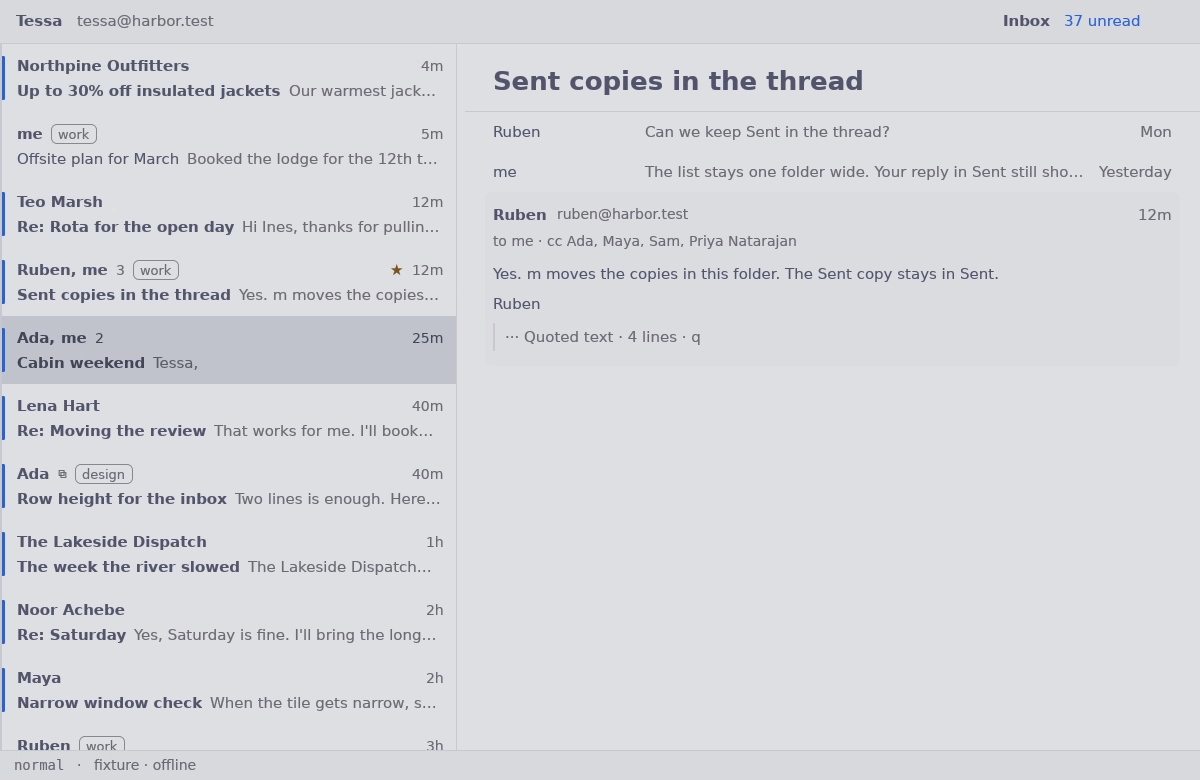 Tessa tessa@harbor.test Inbox 37 unread
Northpine Outfitters 4m
Up to 30% off insulated jackets Our warmest jack…
me work 5m
Offsite plan for March Booked the lodge for the 12th t…
Teo Marsh 12m
Re: Rota for the open day Hi Ines, thanks for pullin…
Ruben, me 3 work ★ 12m
Sent copies in the thread Yes. m moves the copies…
Ada, me 2 25m
Cabin weekend Tessa,
Lena Hart 40m
Re: Moving the review That works for me. I'll book…
Ada ⧉ design 40m
Row height for the inbox Two lines is enough. Here…
The Lakeside Dispatch 1h
The week the river slowed The Lakeside Dispatch…
Noor Achebe 2h
Re: Saturday Yes, Saturday is fine. I'll bring the long…
Maya 2h
Narrow window check When the tile gets narrow, s…
Ruben work 3h
Sent copies in the thread
Ruben Can we keep Sent in the thread? Mon
me The list stays one folder wide. Your reply in Sent still sho… Yesterday
Ruben ruben@harbor.test 12m
to me · cc Ada, Maya, Sam, Priya Natarajan
Yes. m moves the copies in this folder. The Sent copy stays in Sent.
Ruben
··· Quoted text · 4 lines · q
normal · fixture · offline